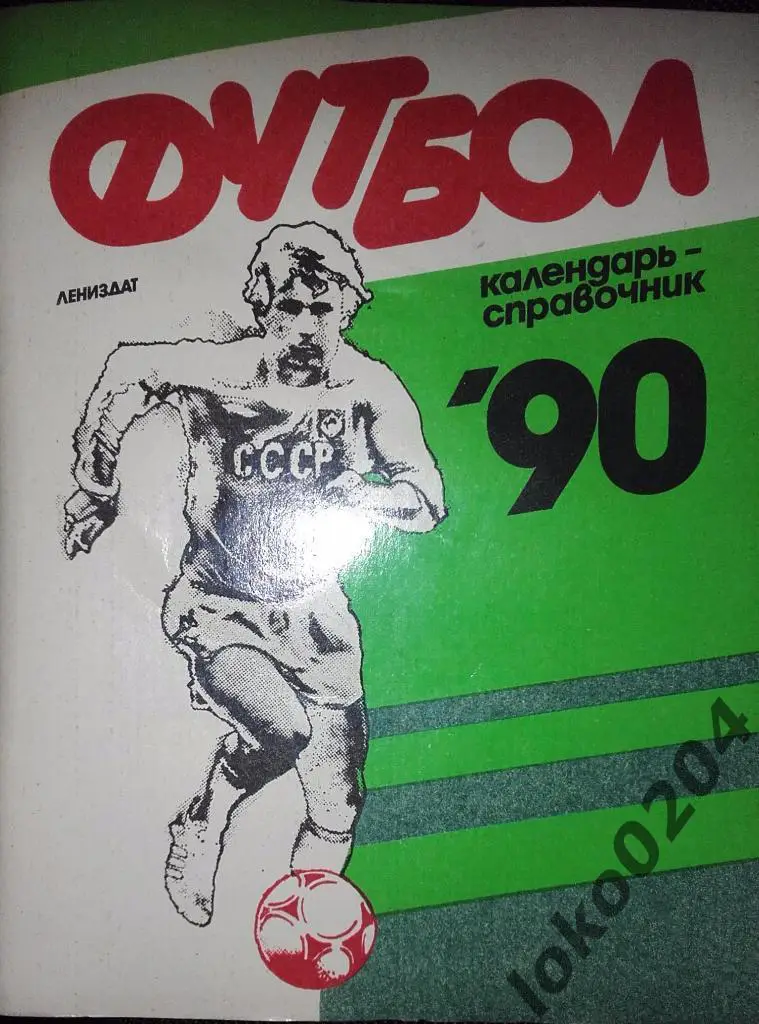 ФУТБОЛ
ЛЕНИЗДАТ
календарь-
справочник
'90
СССР
loko0204